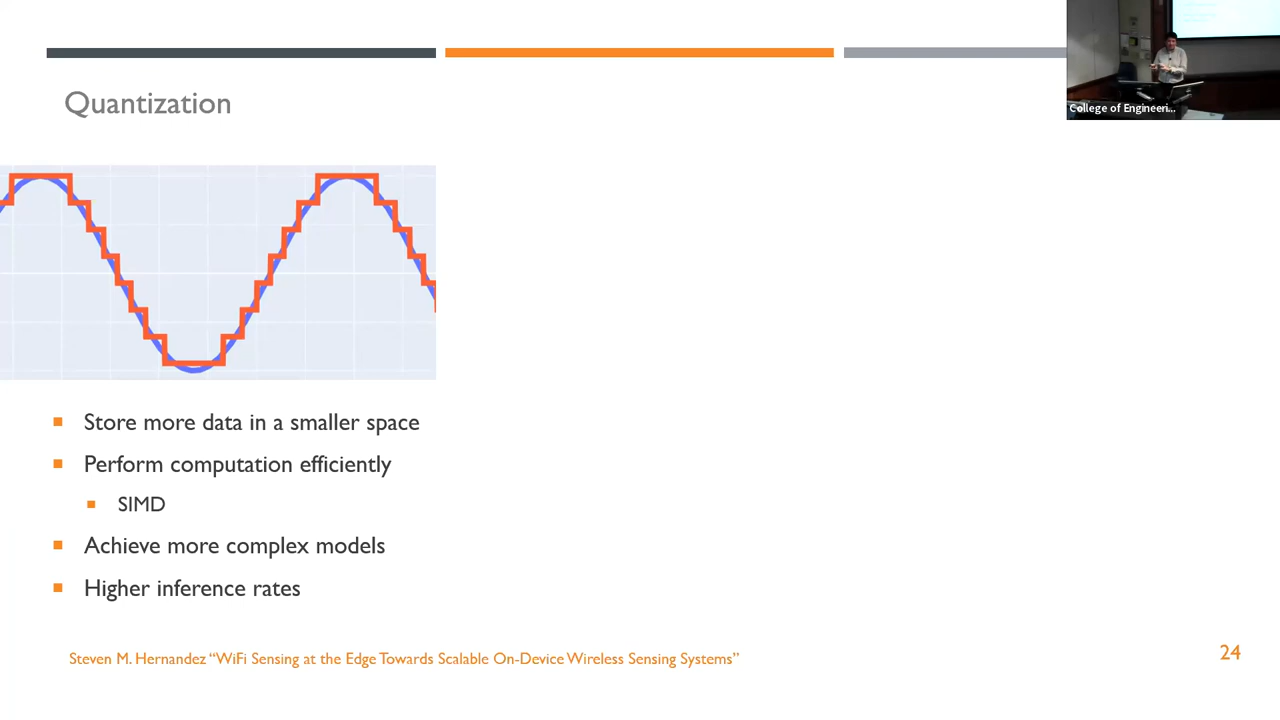 College of Engineeri...
Quantization
Store more data in a smaller space
Perform computation efficiently
SIMD
Achieve more complex models
Higher inference rates
Steven M. Hernandez “WiFi Sensing at the Edge Towards Scalable On-Device Wireless Sensing Systems”
24